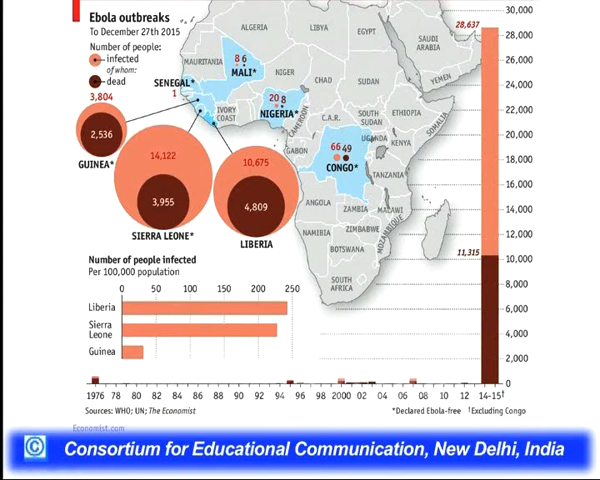 Ebola outbreaks
To December 27th 2015
Number of people:
infected
of whom:
dead
3,804
2,536
GUINEA*
14,122
3,955
SIERRA LEONE*
10,675
4,809
LIBERIA
SENEGAL*
1
8 6
MALI*
20 8
NIGERIA*
66 49
CONGO*
MAURITANIA
ALGERIA
LIBYA
EGYPT
SAUDI
ARABIA
YEMEN
NIGER
CHAD
SUDAN
IVORY
COAST
CAMEROON
C.A.R.
SOUTH
SUDAN
ETHIOPIA
SOMALIA
UGANDA
KENYA
GABON
TANZANIA
ANGOLA
ZAMBIA
MALAWI
MOZAMBIQUE
NAMIBIA
ZIMBABWE
BOTSWANA
SOUTH
AFRICA
Number of people infected
Per 100,000 population
0 50 100 150 200 250
Liberia
Sierra
Leone
Guinea
28,637
11,315
30,000
28,000
26,000
24,000
22,000
20,000
18,000
16,000
14,000
12,000
10,000
8,000
6,000
4,000
2,000
0
1976 78 80 82 84 86 88 90 92 94 96 98 2000 02 04 06 08 10 12 14-15†
Sources: WHO; UN; The Economist
*Declared Ebola-free †Excluding Congo
Economist.com
© Consortium for Educational Communication, New Delhi, India